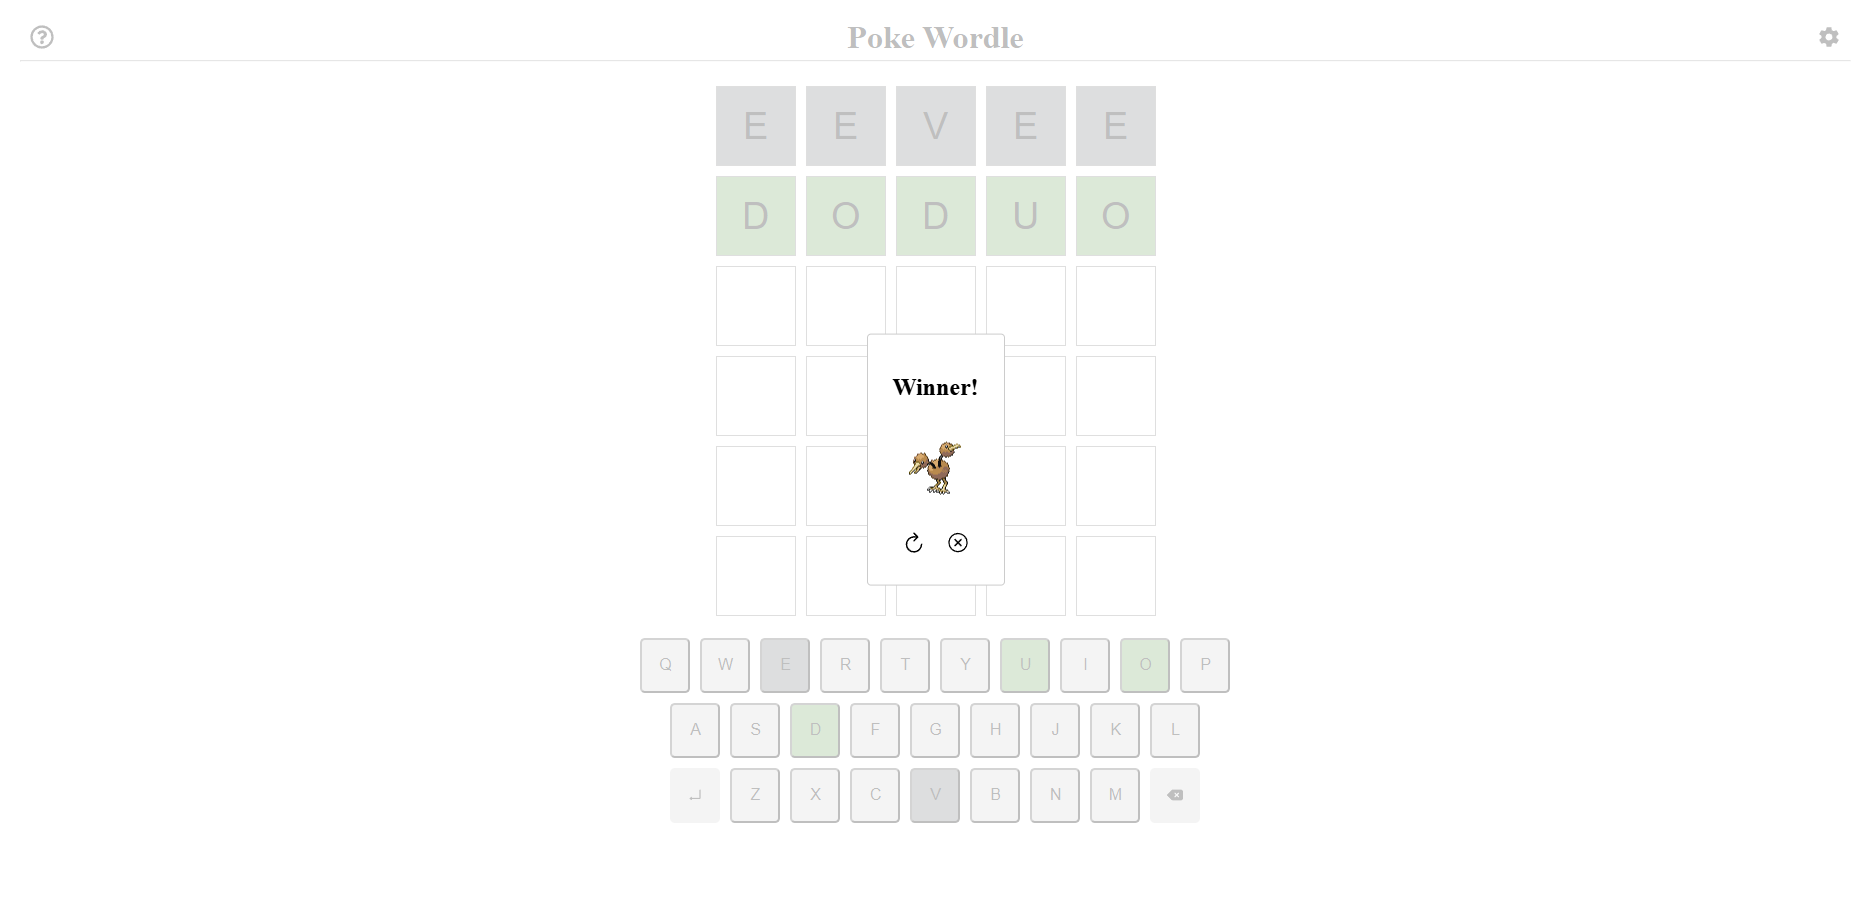 Poke Wordle
E E V E E
D O D U O
Winner!
Q W E R T Y U I O P
A S D F G H J K L
Z X C V B N M